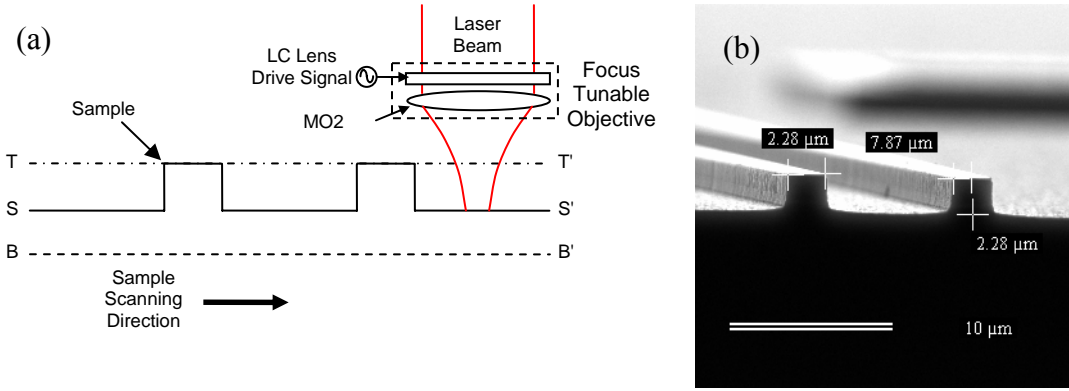 (a)
Laser
Beam
LC Lens
Drive Signal
Focus
Tunable
Objective
MO2
Sample
T
T'
S
S'
B
B'
Sample
Scanning
Direction
(b)
2.28 µm
7.87 µm
2.28 µm
10 µm